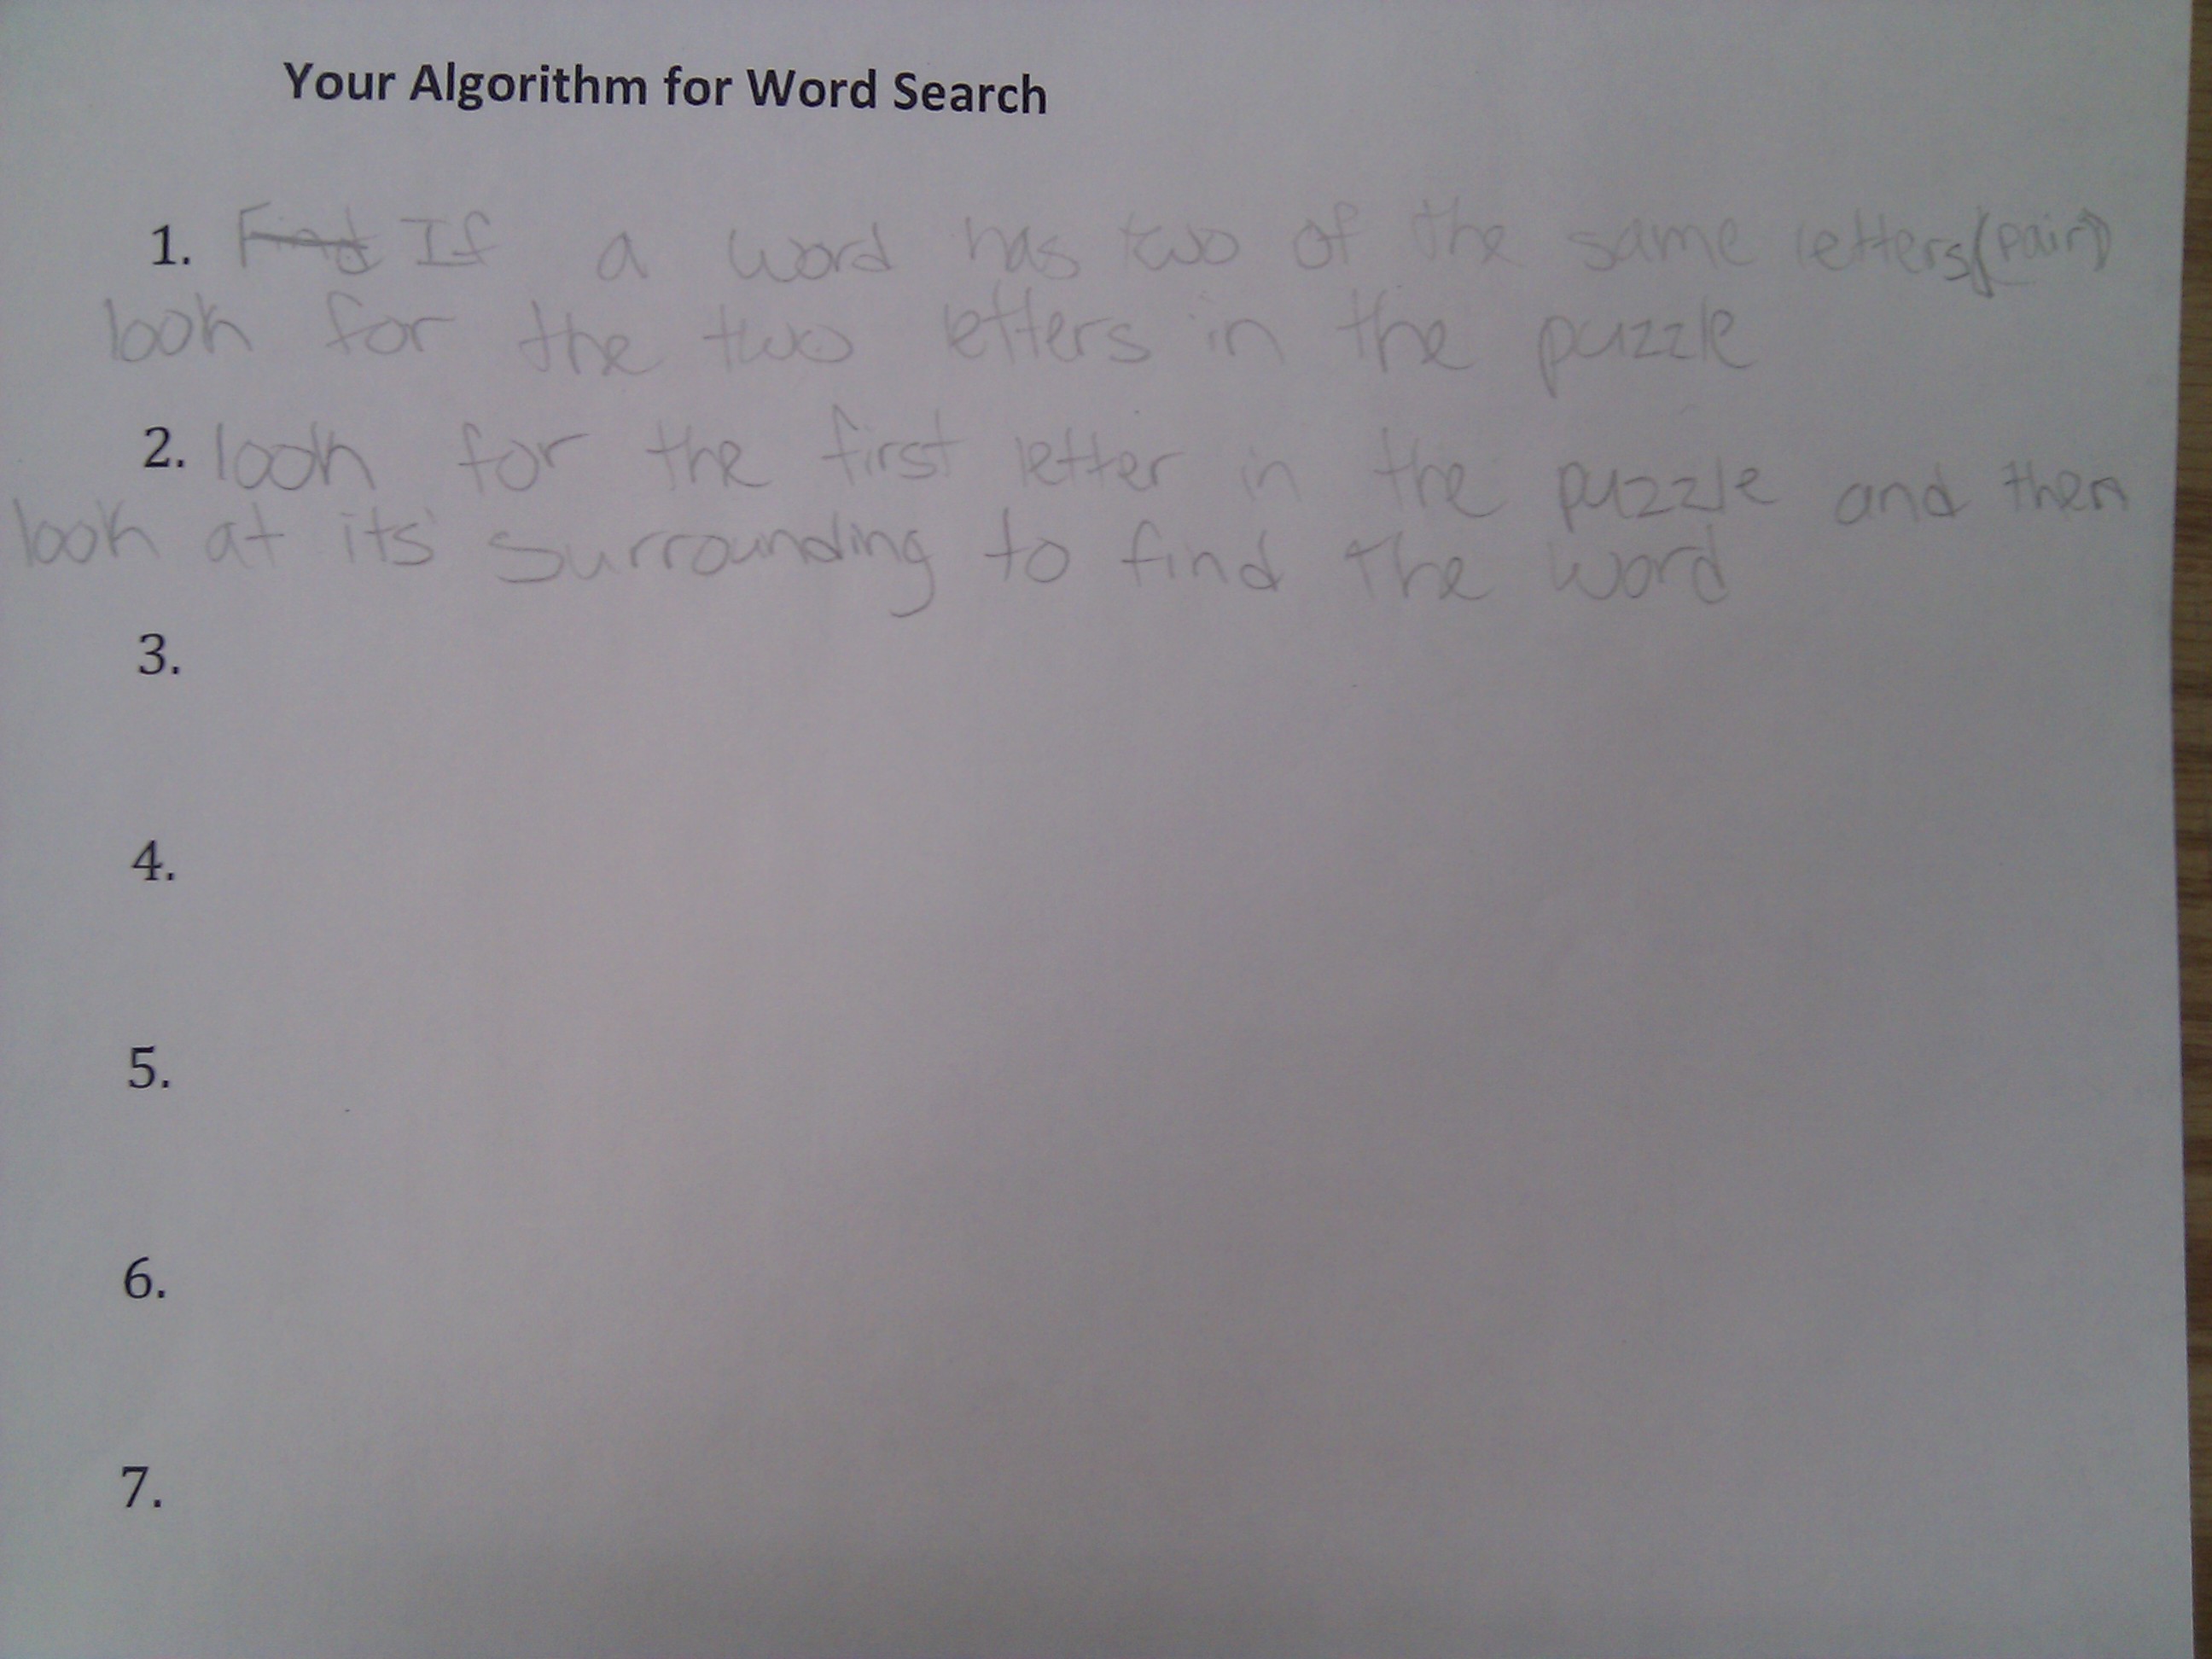 Your Algorithm for Word Search
1. Find If a word has two of the same letters (pair)
look for the two letters in the puzzle
2. look for the first letter in the puzzle and then
look at its surrounding to find the word
3.
4.
5.
6.
7.